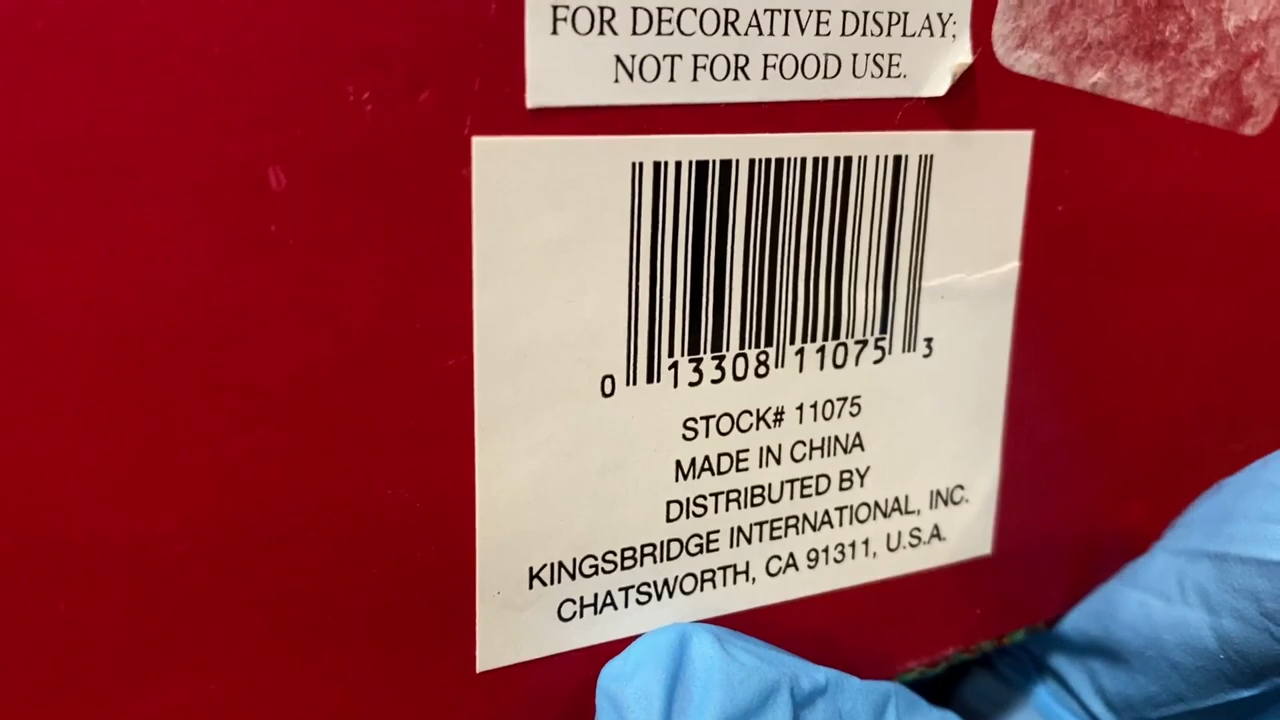 FOR DECORATIVE DISPLAY;
NOT FOR FOOD USE.
0 13308 11075 3
STOCK# 11075
MADE IN CHINA
DISTRIBUTED BY
KINGSBRIDGE INTERNATIONAL, INC.
CHATSWORTH, CA 91311, U.S.A.